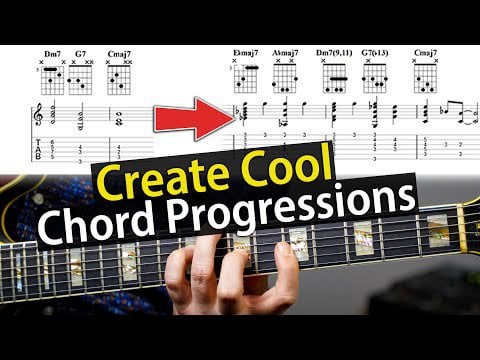 Dm7 G7 Cmaj7 E♭maj7 A♭maj7 Dm7(9,11) G7(♭13) Cmaj7
Create Cool
Chord Progressions